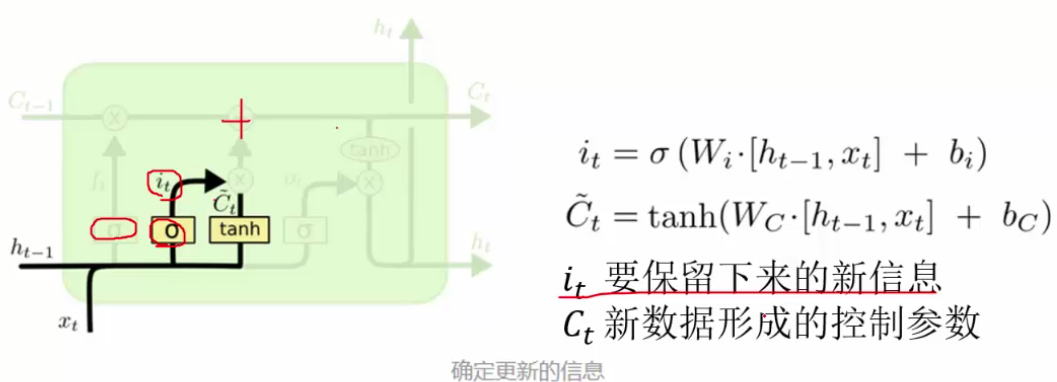 h_t
C_{t-1}
C_t
tanh
f_t
i_t
C̃_t
o_t
σ
σ
tanh
σ
h_{t-1}
h_t
x_t
i_t = σ (W_i·[h_{t-1}, x_t] + b_i)
C̃_t = tanh(W_C·[h_{t-1}, x_t] + b_C)
i_t 要保留下来的新信息
C_t 新数据形成的控制参数
确定更新的信息